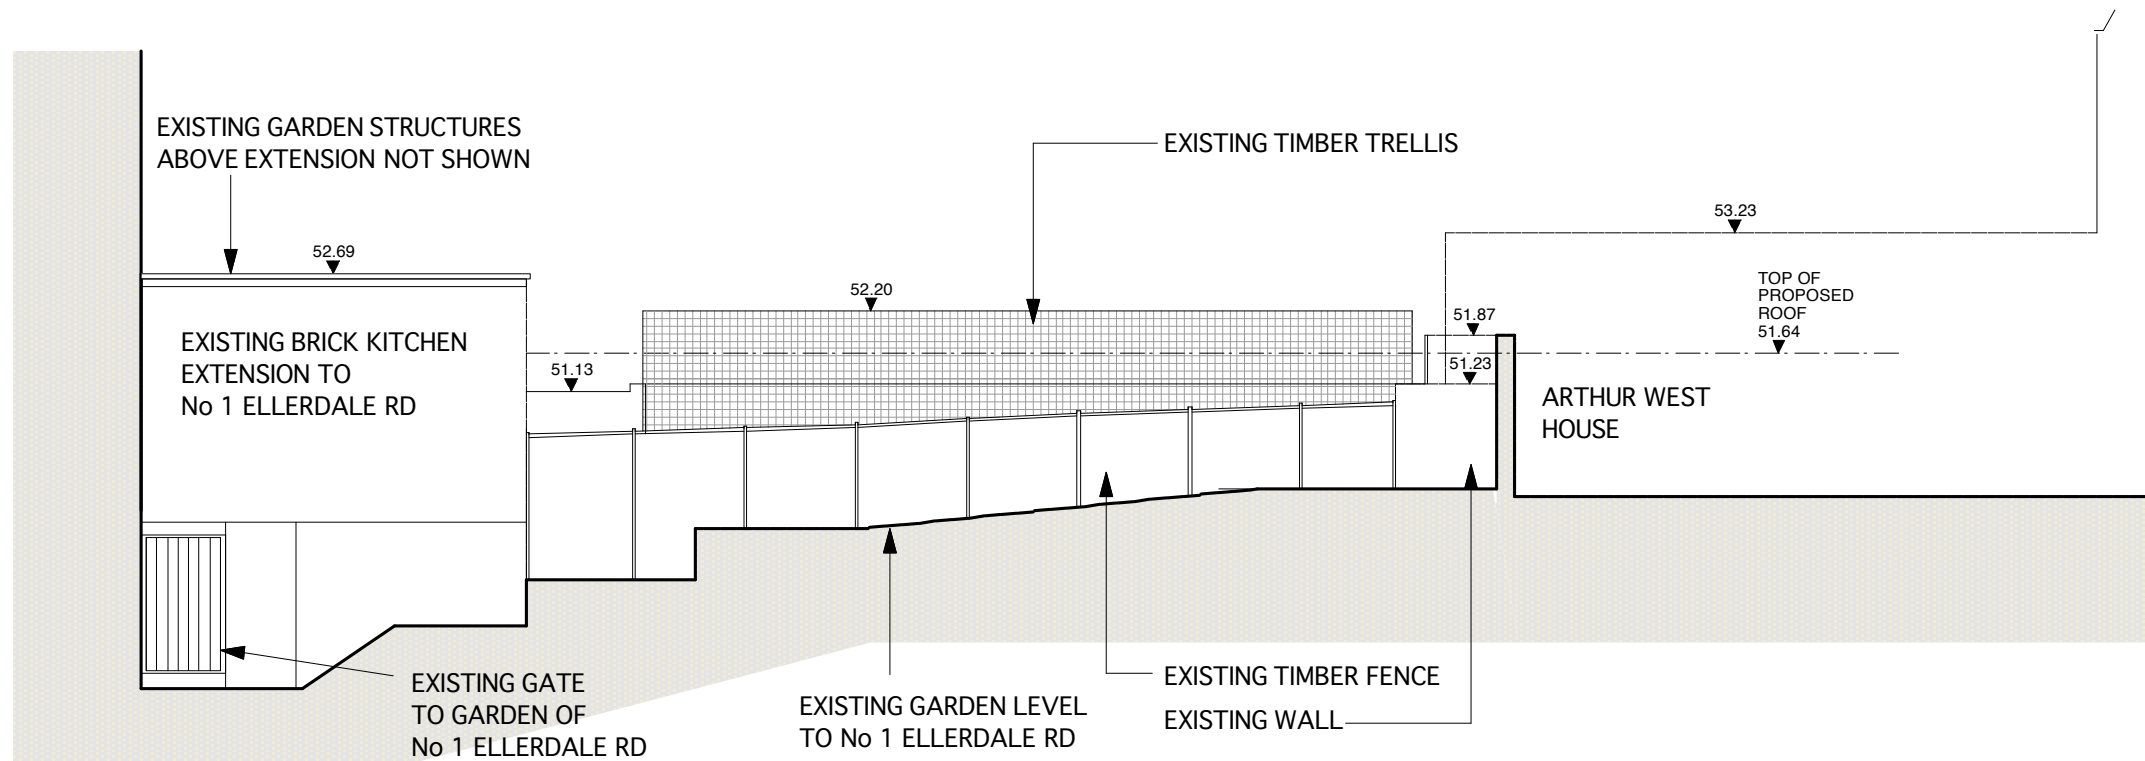 EXISTING GARDEN STRUCTURES
ABOVE EXTENSION NOT SHOWN
EXISTING TIMBER TRELLIS
53.23
52.69
TOP OF
PROPOSED
ROOF
51.64
52.20
51.87
EXISTING BRICK KITCHEN
EXTENSION TO
No 1 ELLERDALE RD
51.13
51.23
ARTHUR WEST
HOUSE
EXISTING GATE
TO GARDEN OF
No 1 ELLERDALE RD
EXISTING GARDEN LEVEL
TO No 1 ELLERDALE RD
EXISTING TIMBER FENCE
EXISTING WALL